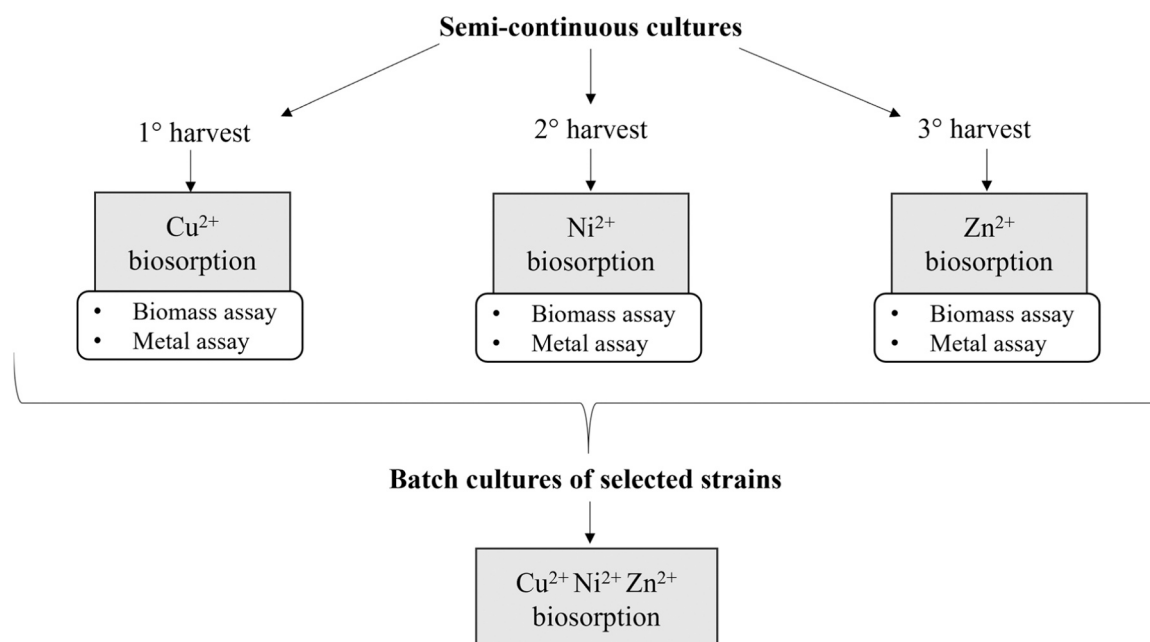 Semi-continuous cultures
1° harvest
2° harvest
3° harvest
Cu²⁺
biosorption
Ni²⁺
biosorption
Zn²⁺
biosorption
• Biomass assay
• Metal assay
• Biomass assay
• Metal assay
• Biomass assay
• Metal assay
Batch cultures of selected strains
Cu²⁺ Ni²⁺ Zn²⁺
biosorption